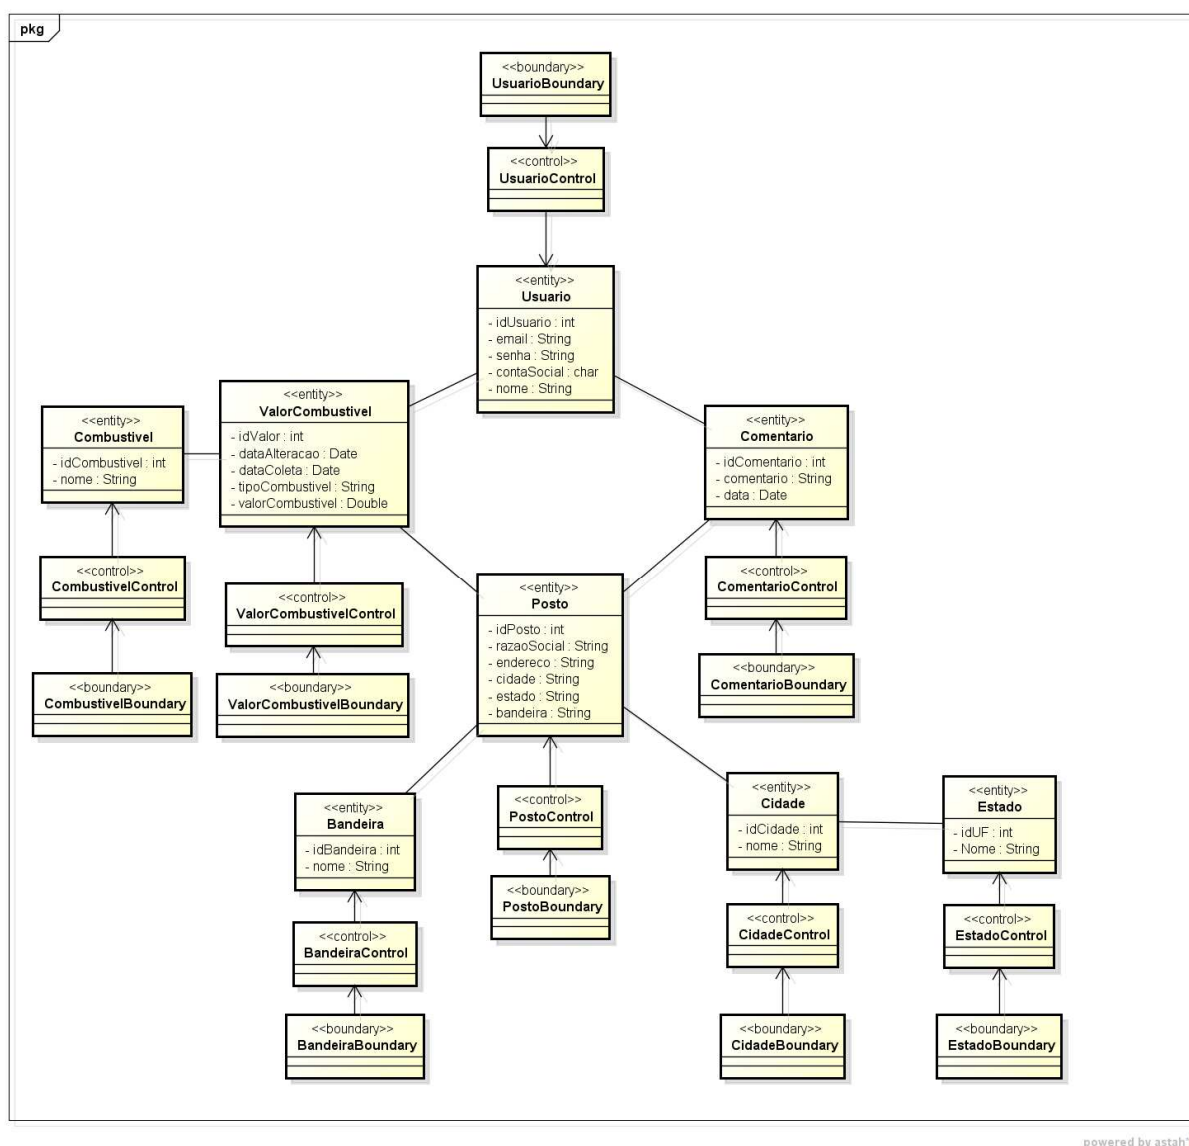 pkg
<<boundary>>
UsuarioBoundary
<<control>>
UsuarioControl
<<entity>>
Usuario
- idUsuario : int
- email : String
- senha : String
- contaSocial : char
- nome : String
<<entity>>
ValorCombustivel
- idValor : int
- dataAlteracao : Date
- dataColeta : Date
- tipoCombustivel : String
- valorCombustivel : Double
<<entity>>
Combustivel
- idCombustivel : int
- nome : String
<<entity>>
Comentario
- idComentario : int
- comentario : String
- data : Date
<<control>>
CombustivelControl
<<control>>
ValorCombustivelControl
<<entity>>
Posto
- idPosto : int
- razaoSocial : String
- endereco : String
- cidade : String
- estado : String
- bandeira : String
<<control>>
ComentarioControl
<<boundary>>
CombustivelBoundary
<<boundary>>
ValorCombustivelBoundary
<<boundary>>
ComentarioBoundary
<<entity>>
Bandeira
- idBandeira : int
- nome : String
<<control>>
PostoControl
<<entity>>
Cidade
- idCidade : int
- nome : String
<<entity>>
Estado
- idUF : int
- Nome : String
<<boundary>>
PostoBoundary
<<control>>
BandeiraControl
<<control>>
CidadeControl
<<control>>
EstadoControl
<<boundary>>
BandeiraBoundary
<<boundary>>
CidadeBoundary
<<boundary>>
EstadoBoundary
powered by astah